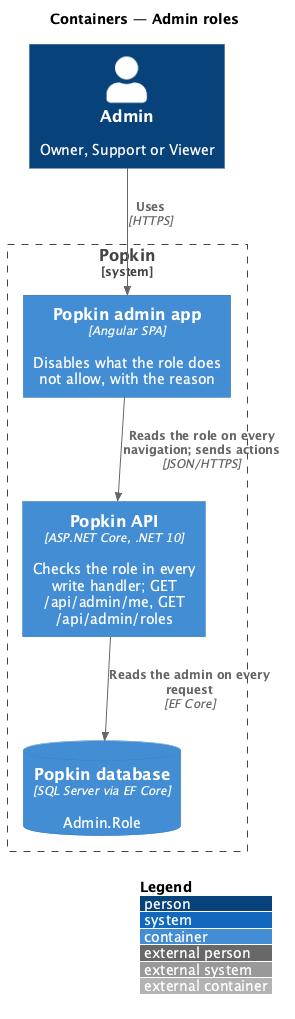 Containers — Admin roles
Admin
Owner, Support or Viewer
Uses
[HTTPS]
Popkin
[system]
Popkin admin app
[Angular SPA]
Disables what the role does
not allow, with the reason
Reads the role on every
navigation; sends actions
[JSON/HTTPS]
Popkin API
[ASP.NET Core, .NET 10]
Checks the role in every
write handler; GET
/api/admin/me, GET
/api/admin/roles
Reads the admin on every
request
[EF Core]
Popkin database
[SQL Server via EF Core]
Admin.Role
Legend
person
system
container
external person
external system
external container